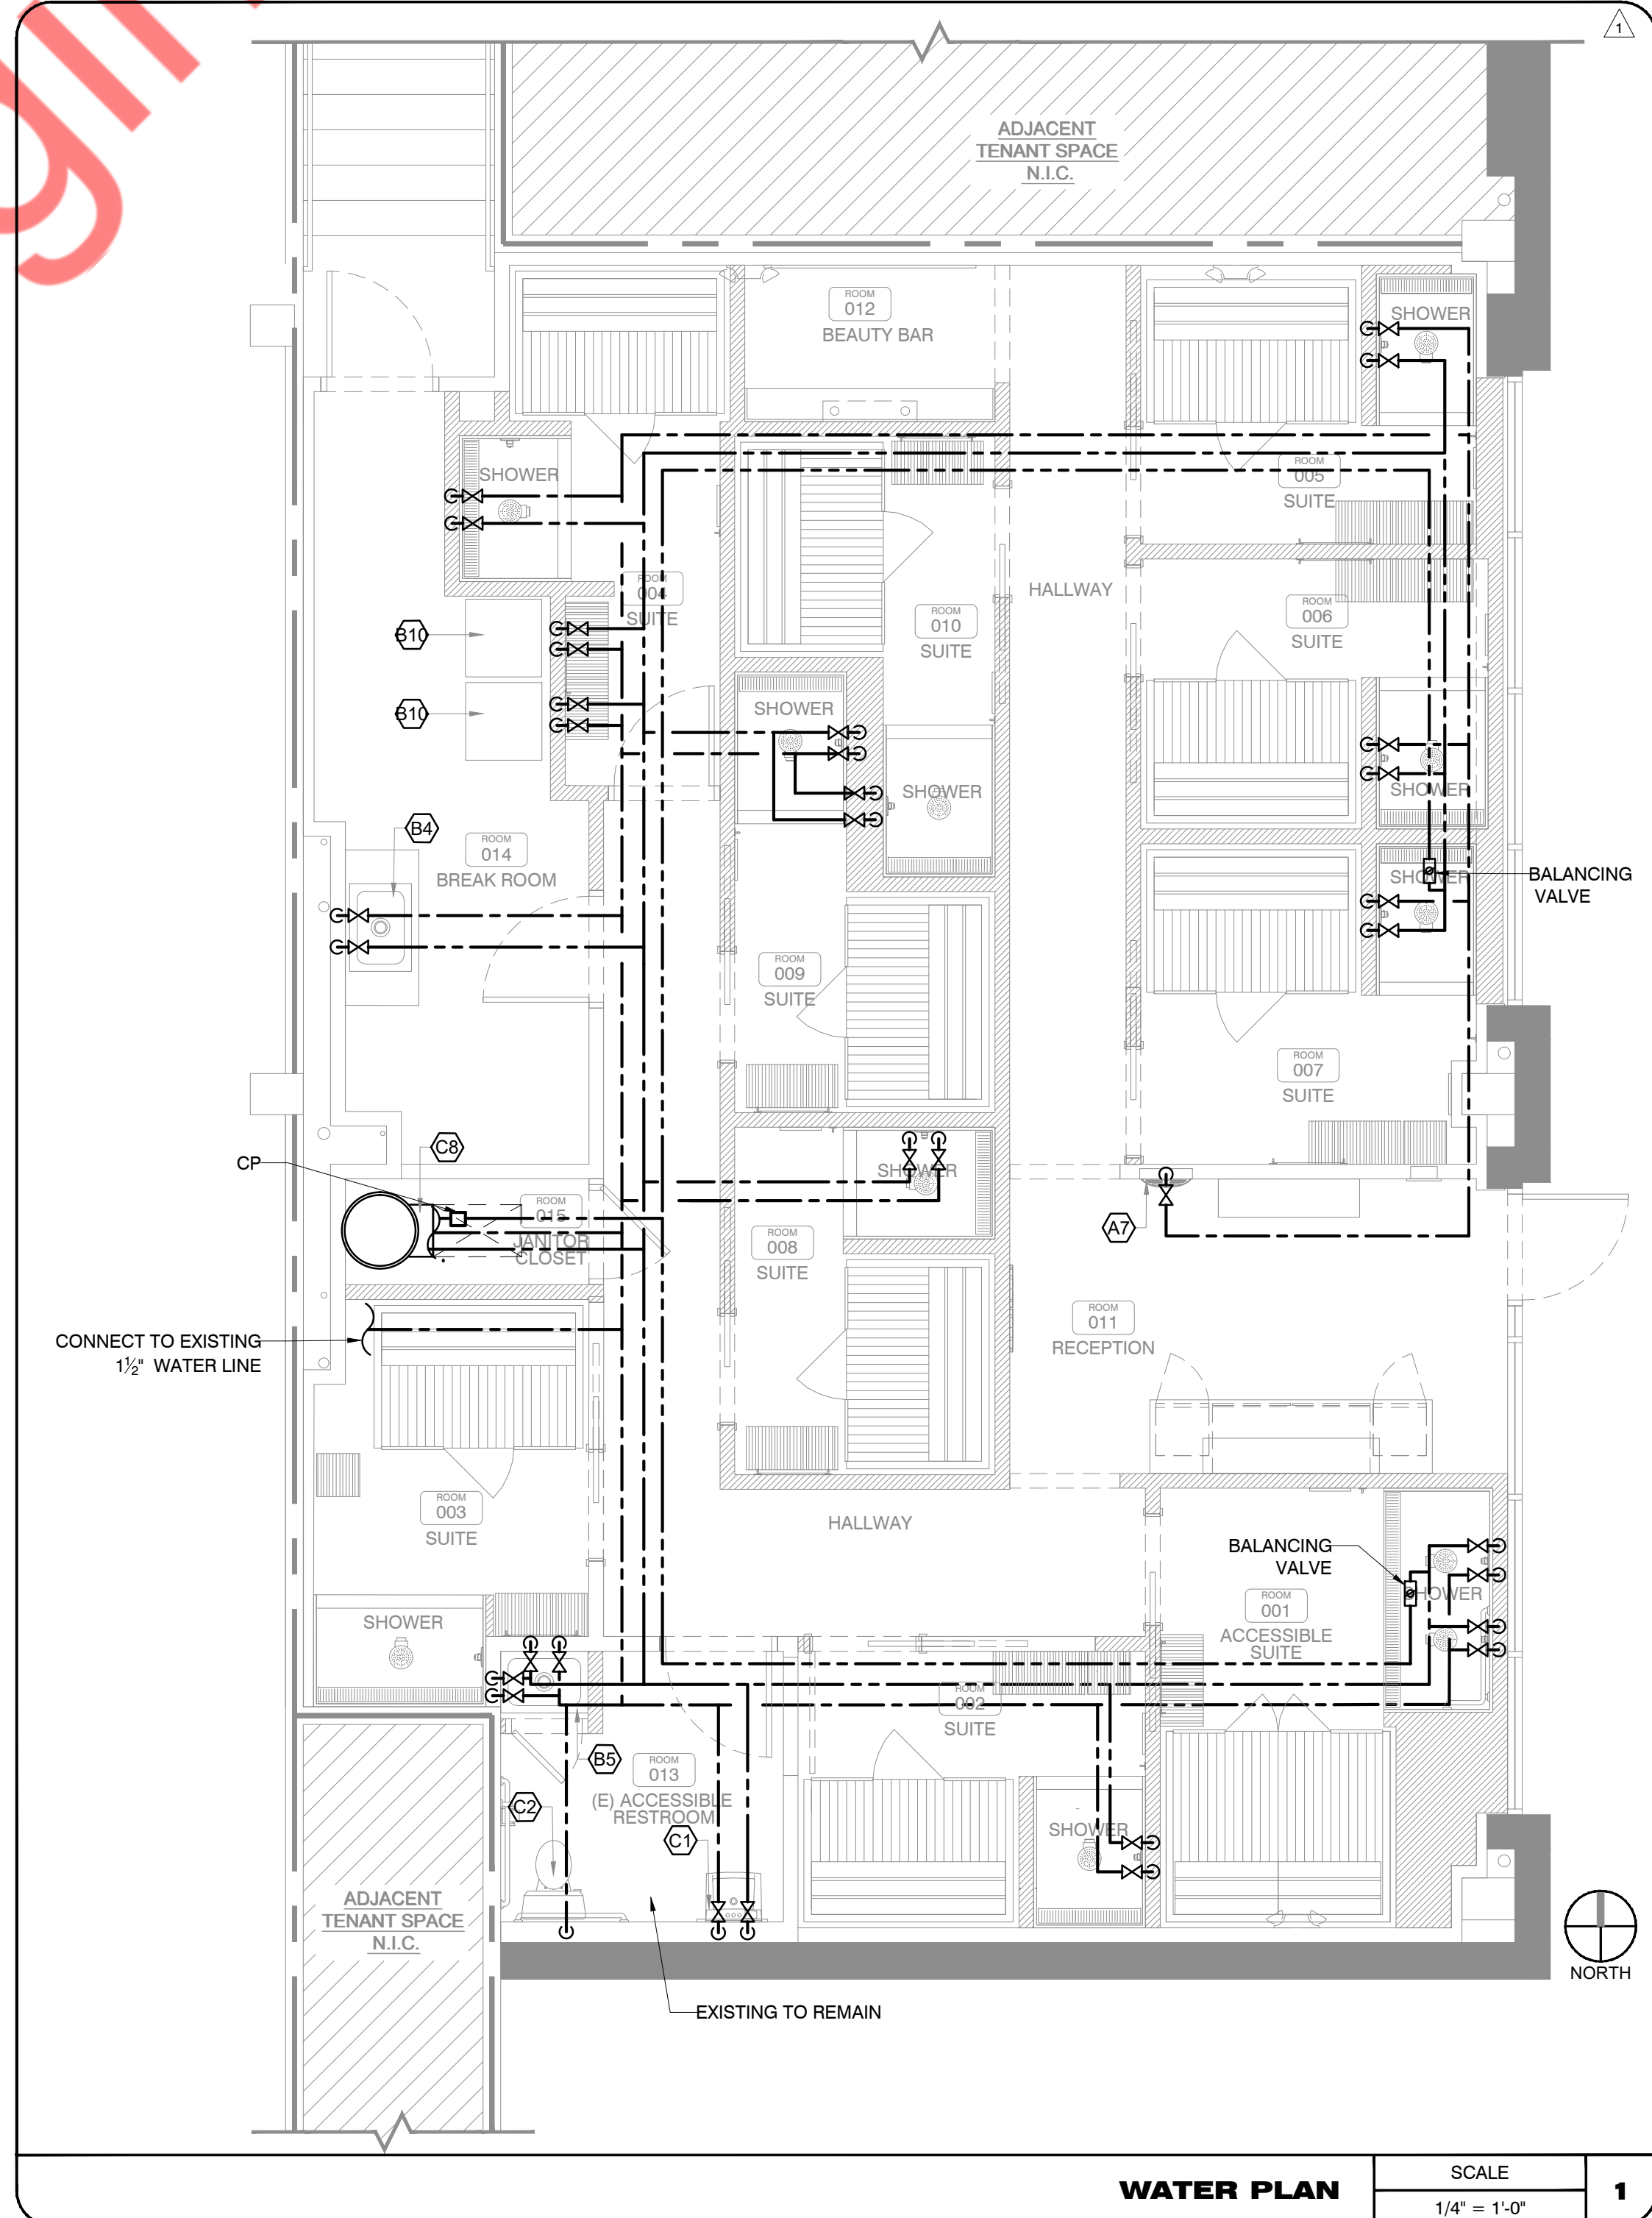 1
ADJACENT
TENANT SPACE
N.I.C.
ROOM
012
BEAUTY BAR
SHOWER
SHOWER
ROOM
005
SUITE
ROOM
004
SUITE
HALLWAY
ROOM
010
SUITE
ROOM
006
SUITE
B10
B10
SHOWER
SHOWER
SHOWER
B4
ROOM
014
BREAK ROOM
SHOWER
BALANCING
VALVE
ROOM
009
SUITE
ROOM
007
SUITE
CP
C8
SHOWER
ROOM
015
JANITOR
CLOSET
A7
ROOM
008
SUITE
CONNECT TO EXISTING
1½" WATER LINE
ROOM
011
RECEPTION
ROOM
003
SUITE
HALLWAY
BALANCING
VALVE
SHOWER
ROOM
001
ACCESSIBLE
SUITE
SHOWER
ROOM
002
SUITE
B5
ROOM
013
(E) ACCESSIBLE
RESTROOM
C2
C1
SHOWER
ADJACENT
TENANT SPACE
N.I.C.
NORTH
EXISTING TO REMAIN
WATER PLAN
SCALE
1/4" = 1'-0"
1